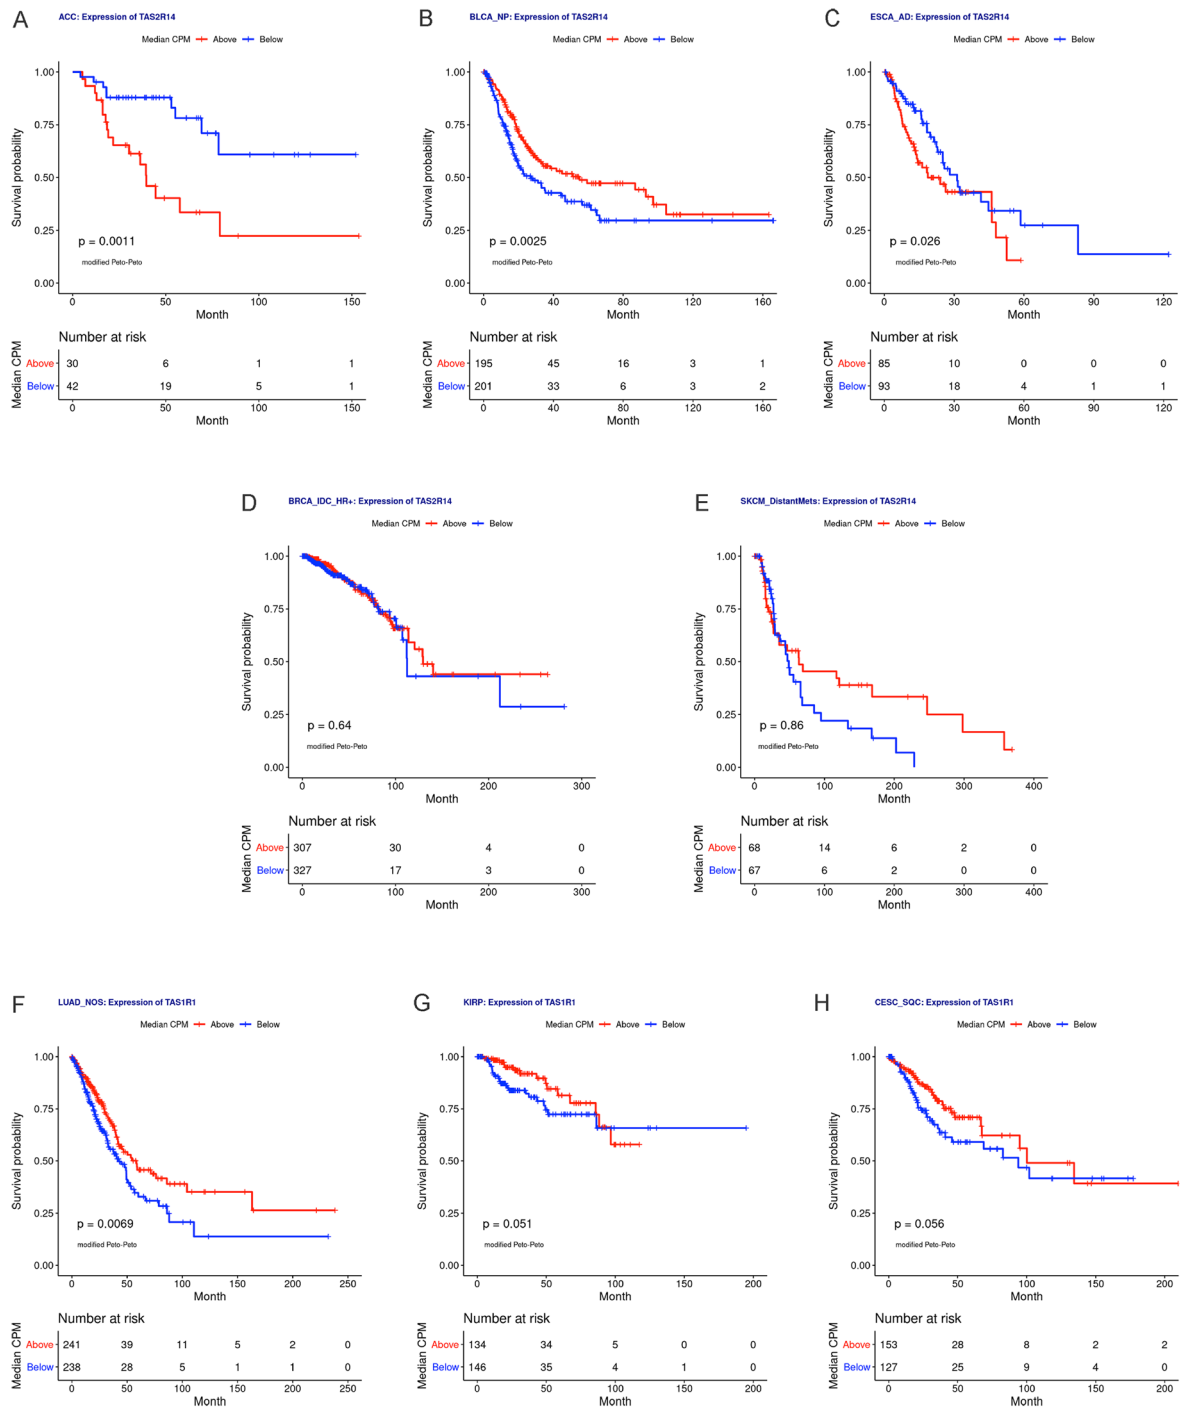 A
ACC: Expression of TAS2R14
Median CPM Above Below
Survival probability
1.00
0.75
0.50
0.25
0.00
p = 0.0011
modified Peto-Peto
0 50 100 150
Month
Number at risk
Median CPM
Above 30 6 1 1
Below 42 19 5 1
0 50 100 150
Month
B
BLCA_NP: Expression of TAS2R14
Median CPM Above Below
Survival probability
1.00
0.75
0.50
0.25
0.00
p = 0.0025
modified Peto-Peto
0 40 80 120 160
Month
Number at risk
Median CPM
Above 195 45 16 3 1
Below 201 33 6 3 2
0 40 80 120 160
Month
C
ESCA_AD: Expression of TAS2R14
Median CPM Above Below
Survival probability
1.00
0.75
0.50
0.25
0.00
p = 0.026
modified Peto-Peto
0 30 60 90 120
Month
Number at risk
Median CPM
Above 85 10 0 0 0
Below 93 18 4 1 1
0 30 60 90 120
Month
D
BRCA_IDC_HR+: Expression of TAS2R14
Median CPM Above Below
Survival probability
1.00
0.75
0.50
0.25
0.00
p = 0.64
modified Peto-Peto
0 100 200 300
Month
Number at risk
Median CPM
Above 307 30 4 0
Below 327 17 3 0
0 100 200 300
Month
E
SKCM_DistantMets: Expression of TAS2R14
Median CPM Above Below
Survival probability
1.00
0.75
0.50
0.25
0.00
p = 0.86
modified Peto-Peto
0 100 200 300 400
Month
Number at risk
Median CPM
Above 68 14 6 2 0
Below 67 6 2 0 0
0 100 200 300 400
Month
F
LUAD_NOS: Expression of TAS1R1
Median CPM Above Below
Survival probability
1.00
0.75
0.50
0.25
0.00
p = 0.0069
modified Peto-Peto
0 50 100 150 200 250
Month
Number at risk
Median CPM
Above 241 39 11 5 2 0
Below 238 28 5 1 1 0
0 50 100 150 200 250
Month
G
KIRP: Expression of TAS1R1
Median CPM Above Below
Survival probability
1.00
0.75
0.50
0.25
0.00
p = 0.051
modified Peto-Peto
0 50 100 150 200
Month
Number at risk
Median CPM
Above 134 34 5 0 0
Below 146 35 4 1 0
0 50 100 150 200
Month
H
CESC_SQC: Expression of TAS1R1
Median CPM Above Below
Survival probability
1.00
0.75
0.50
0.25
0.00
p = 0.056
modified Peto-Peto
0 50 100 150 200
Month
Number at risk
Median CPM
Above 153 28 8 2 2
Below 127 25 9 4 0
0 50 100 150 200
Month